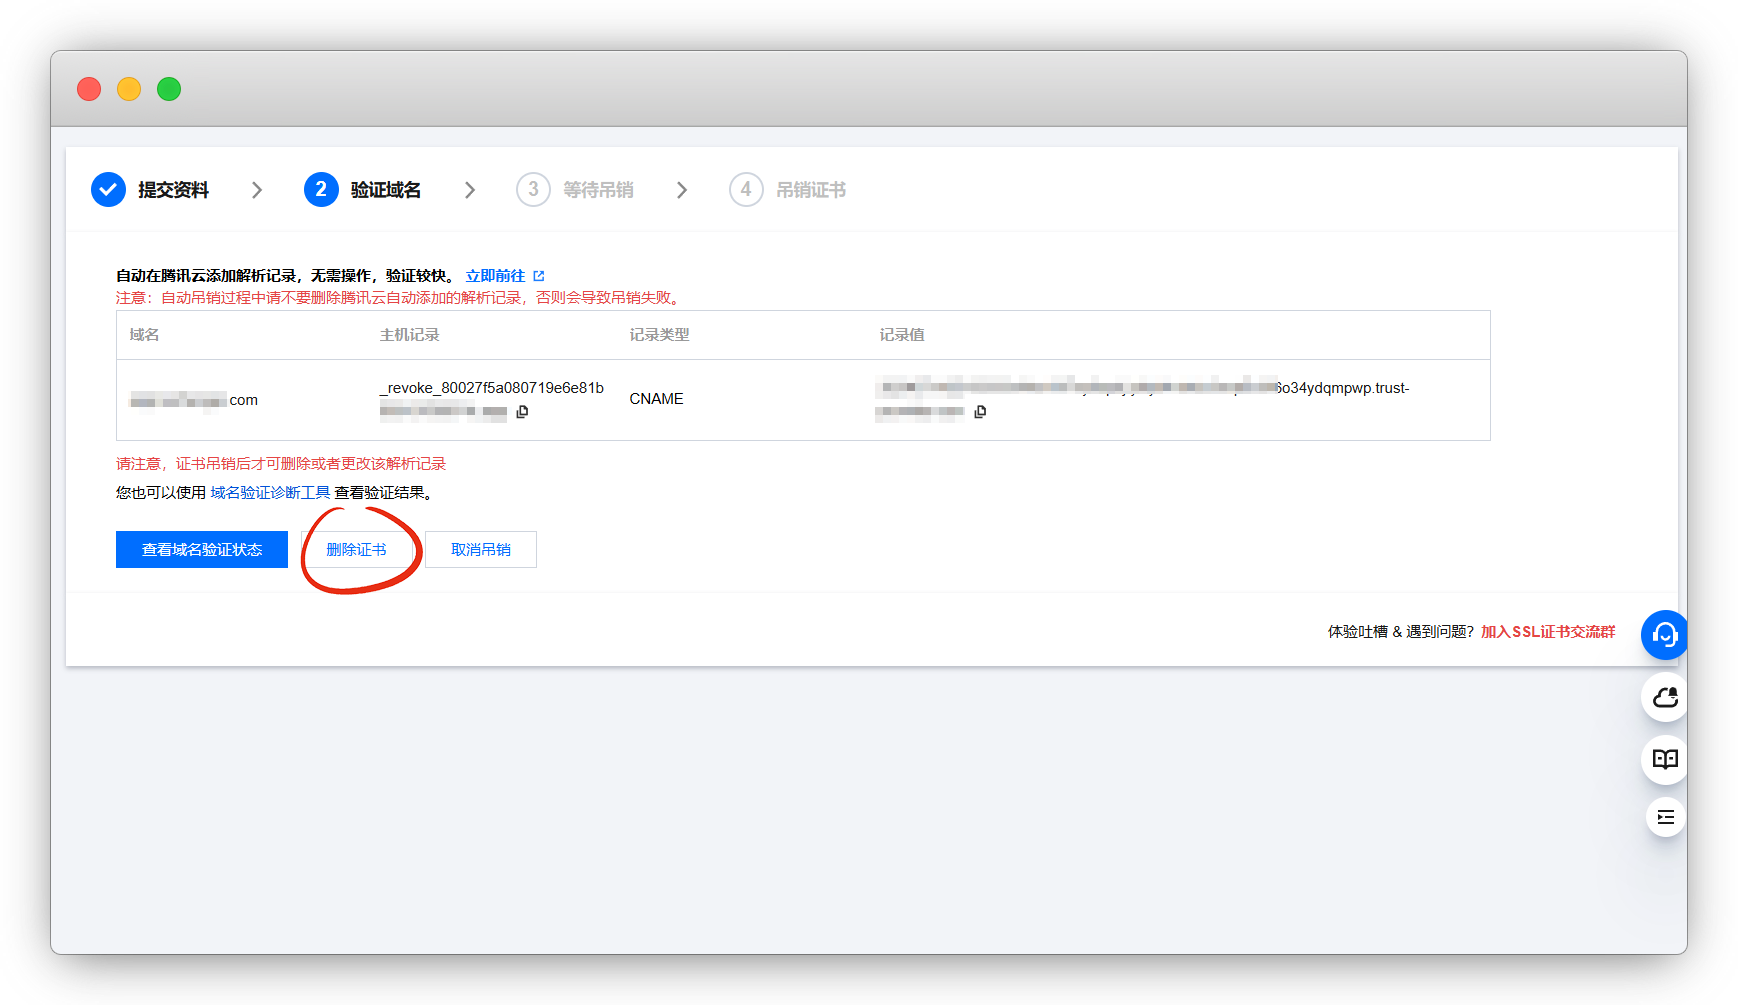 提交资料
2 验证域名
3 等待吊销
4 吊销证书
自动在腾讯云添加解析记录，无需操作，验证较快。 立即前往
注意：自动吊销过程中请不要删除腾讯云自动添加的解析记录，否则会导致吊销失败。
域名 主机记录 记录类型 记录值
com
_revoke_80027f5a080719e6e81b
CNAME
6o34ydqmpwp.trust-
请注意，证书吊销后才可删除或者更改该解析记录
您也可以使用 域名验证诊断工具 查看验证结果。
查看域名验证状态 删除证书 取消吊销
体验吐槽 & 遇到问题？加入SSL证书交流群